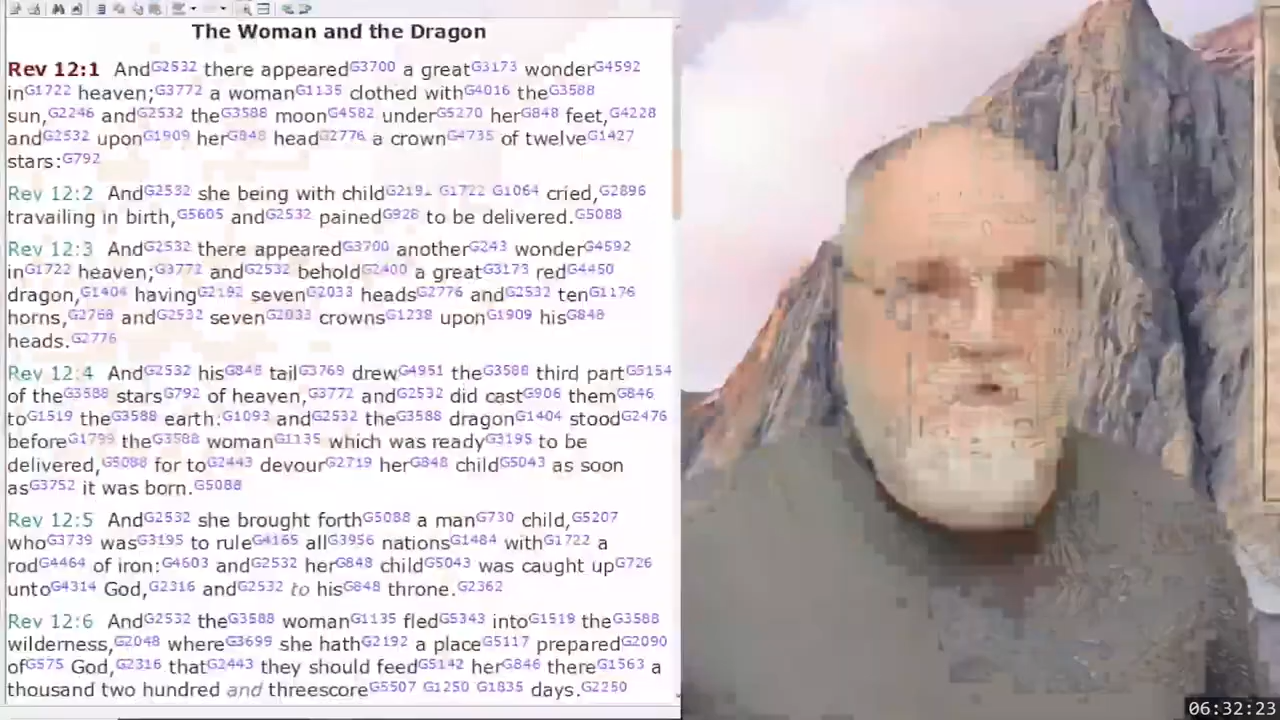 The Woman and the Dragon
Rev 12:1 AndG2532 there appearedG3700 a greatG3173 wonderG4592
inG1722 heaven;G3772 a womanG1135 clothed withG4016 theG3588
sun,G2246 andG2532 theG3588 moonG4582 underG5270 herG848 feet,G4228
andG2532 uponG1909 herG848 headG2776 a crownG4735 of twelveG1427
stars:G792
Rev 12:2 AndG2532 she being with child G1722 G1064 cried,G2896
travailing in birth,G5605 andG2532 painedG928 to be delivered.G5088
Rev 12:3 AndG2532 there appearedG3700 anotherG243 wonderG4592
inG1722 heaven;G3772 andG2532 beholdG2400 a greatG3173 redG4450
dragon,G1404 havingG2192 sevenG2033 headsG2776 andG2532 tenG1176
horns,G2768 andG2532 sevenG2033 crownsG1238 uponG1909 hisG848
heads.G2776
Rev 12:4 AndG2532 hisG848 tailG3769 drewG4951 theG3588 third partG5154
of theG3588 starsG792 of heaven,G3772 andG2532 did castG906 themG846
toG1519 theG3588 earth:G1093 andG2532 theG3588 dragonG1404 stoodG2476
beforeG1799 theG3588 womanG1135 which was readyG3195 to be
delivered,G5088 for toG2443 devourG2719 herG848 childG5043 as soon
asG3752 it was born.G5088
Rev 12:5 AndG2532 she brought forthG5088 a manG730 child,G5207
whoG3739 wasG3195 to ruleG4165 allG3956 nationsG1484 withG1722 a
rodG4464 of iron:G4603 andG2532 herG848 childG5043 was caught upG726
untoG4314 God,G2316 andG2532 to hisG848 throne.G2362
Rev 12:6 AndG2532 theG3588 womanG1135 fledG5343 intoG1519 theG3588
wilderness,G2048 whereG3699 she hathG2192 a placeG5117 preparedG2090
ofG575 God,G2316 thatG2443 they should feedG5142 herG846 thereG1563 a
thousand two hundred and threescoreG5507 G1250 G1835 days.G2250
06:32:23